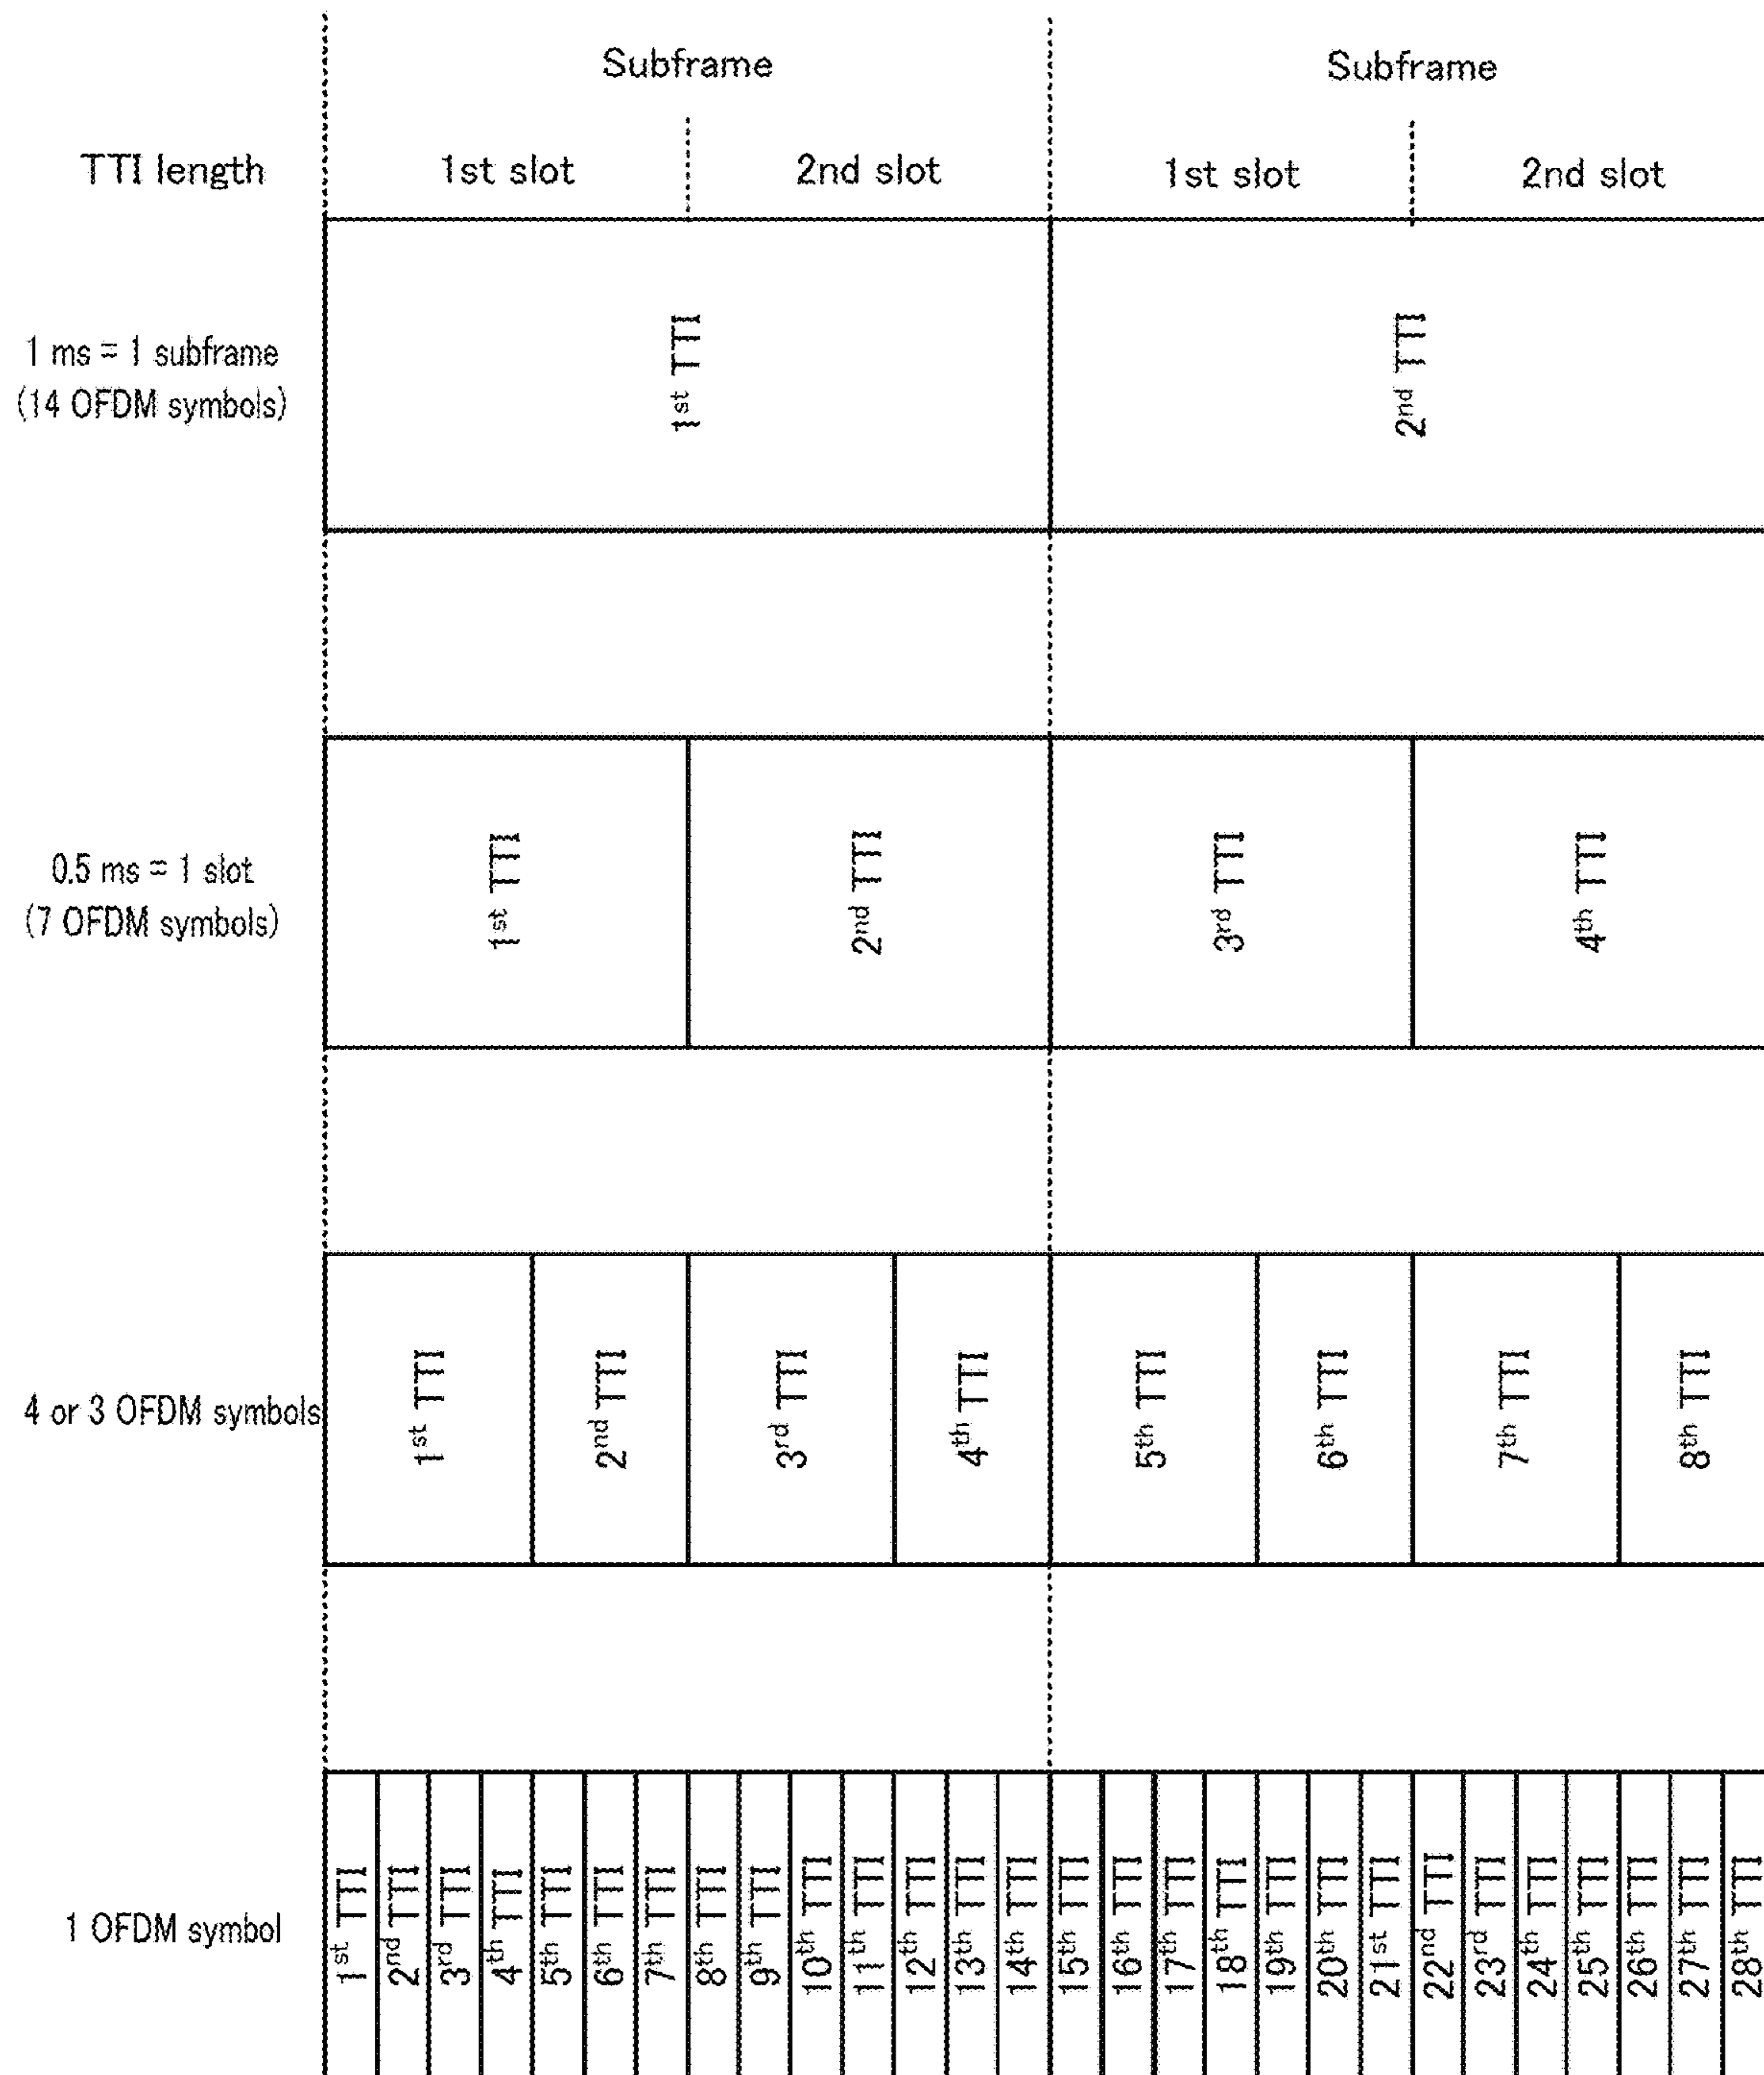 Subframe
Subframe
TTI length
1st slot
2nd slot
1st slot
2nd slot
1 ms = 1 subframe
(14 OFDM symbols)
1st TTI
2nd TTI
0.5 ms = 1 slot
(7 OFDM symbols)
1st TTI
2nd TTI
3rd TTI
4th TTI
4 or 3 OFDM symbols
1st TTI
2nd TTI
3rd TTI
4th TTI
5th TTI
6th TTI
7th TTI
8th TTI
1 OFDM symbol
1st TTI
2nd TTI
3rd TTI
4th TTI
5th TTI
6th TTI
7th TTI
8th TTI
9th TTI
10th TTI
11th TTI
12th TTI
13th TTI
14th TTI
15th TTI
16th TTI
17th TTI
18th TTI
19th TTI
20th TTI
21st TTI
22nd TTI
23rd TTI
24th TTI
25th TTI
26th TTI
27th TTI
28th TTI